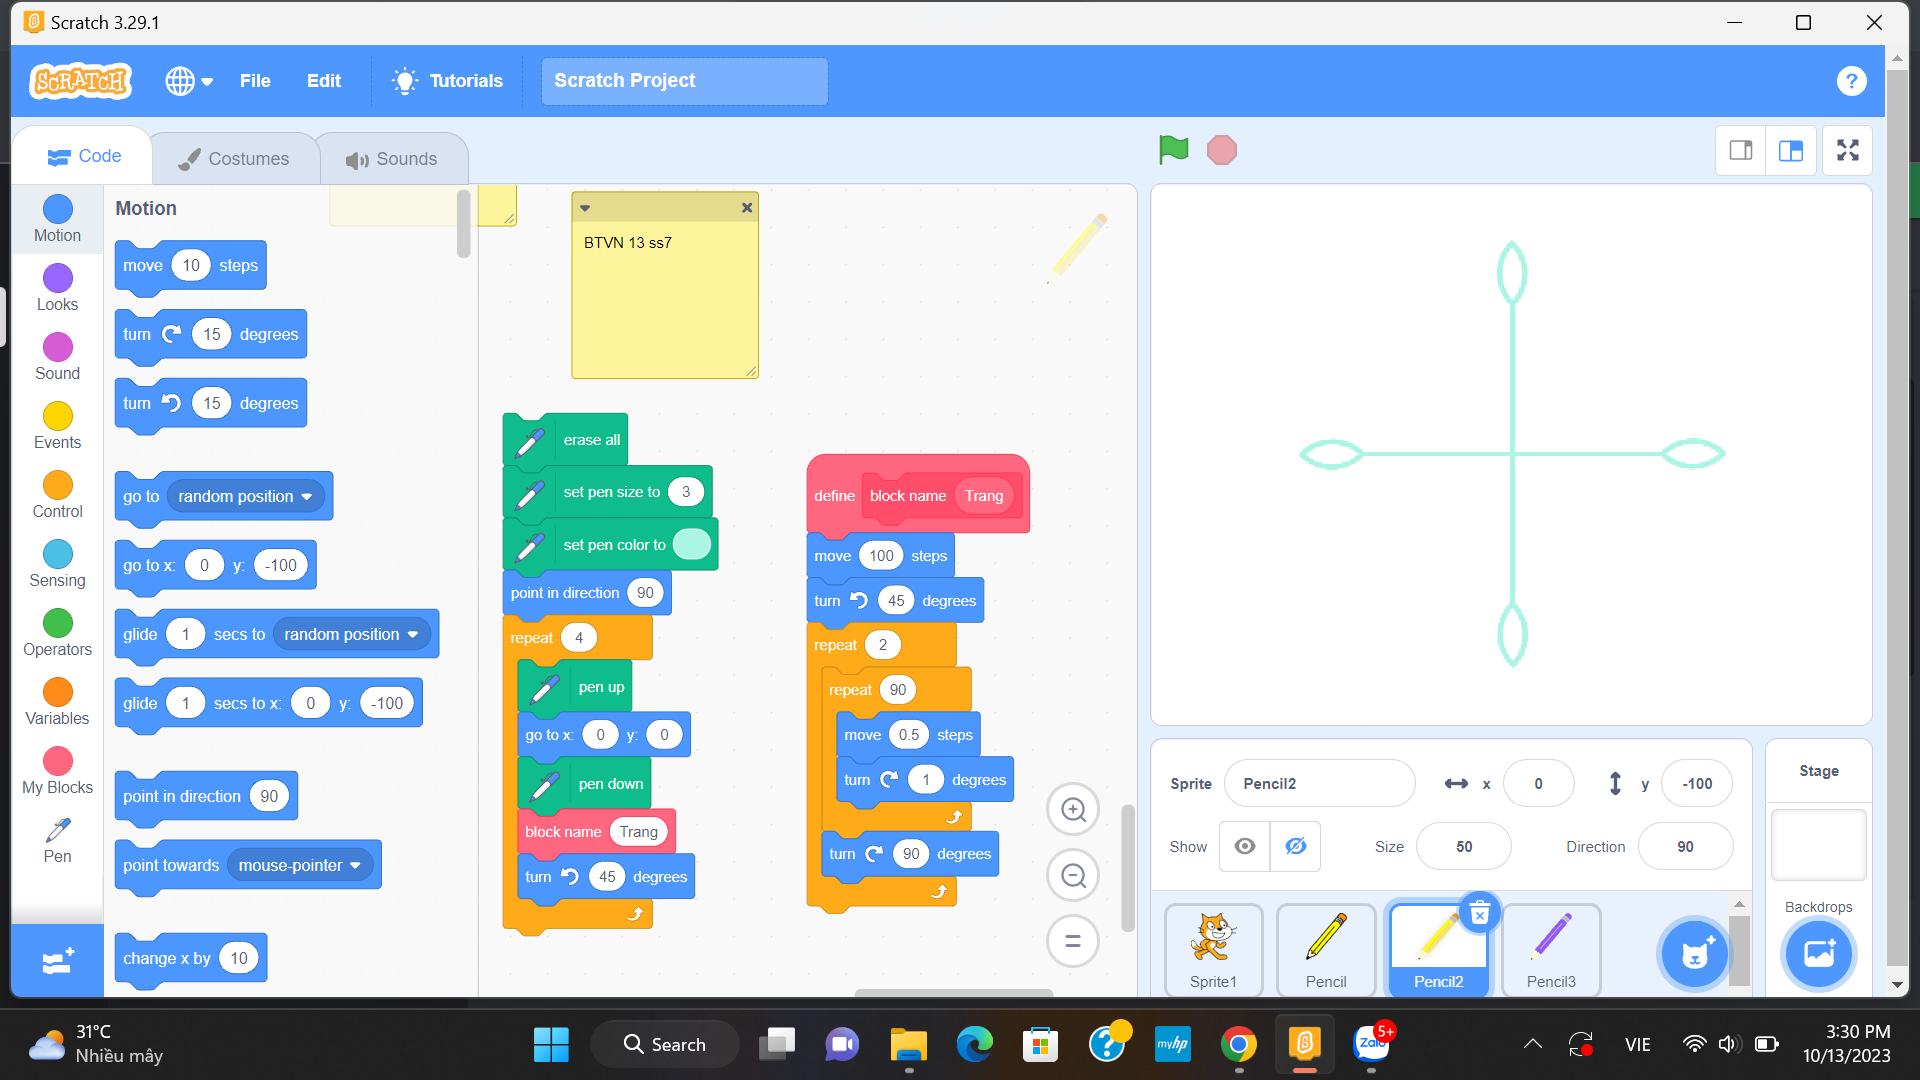 Scratch 3.29.1
SCRATCH
File
Edit
Tutorials
Scratch Project
?
Code
Costumes
Sounds
Motion
Looks
Sound
Events
Control
Sensing
Operators
Variables
My Blocks
Pen
Motion
move 10 steps
turn 15 degrees
turn 15 degrees
go to random position
go to x: 0 y: -100
glide 1 secs to random position
glide 1 secs to x: 0 y: -100
point in direction 90
point towards mouse-pointer
change x by 10
BTVN 13 ss7
erase all
set pen size to 3
set pen color to
point in direction 90
repeat 4
pen up
go to x: 0 y: 0
pen down
block name Trang
turn 45 degrees
define block name Trang
move 100 steps
turn 45 degrees
repeat 2
repeat 90
move 0.5 steps
turn 1 degrees
turn 90 degrees
Sprite Pencil2 x 0 y -100
Show Size 50 Direction 90
Sprite1
Pencil
Pencil2
Pencil3
Stage
Backdrops
31°C
Nhiều mây
Search
?
myhp
Zalo
5+
VIE
3:30 PM
10/13/2023